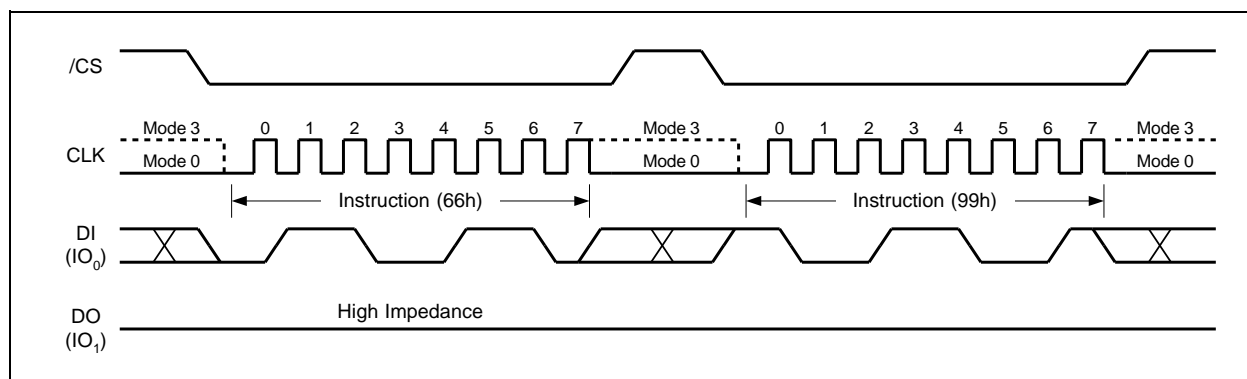 /CS
Mode 3 0 1 2 3 4 5 6 7 Mode 3 0 1 2 3 4 5 6 7 Mode 3
CLK Mode 0 Mode 0 Mode 0
Instruction (66h) Instruction (99h)
DI
(IO₀)
High Impedance
DO
(IO₁)